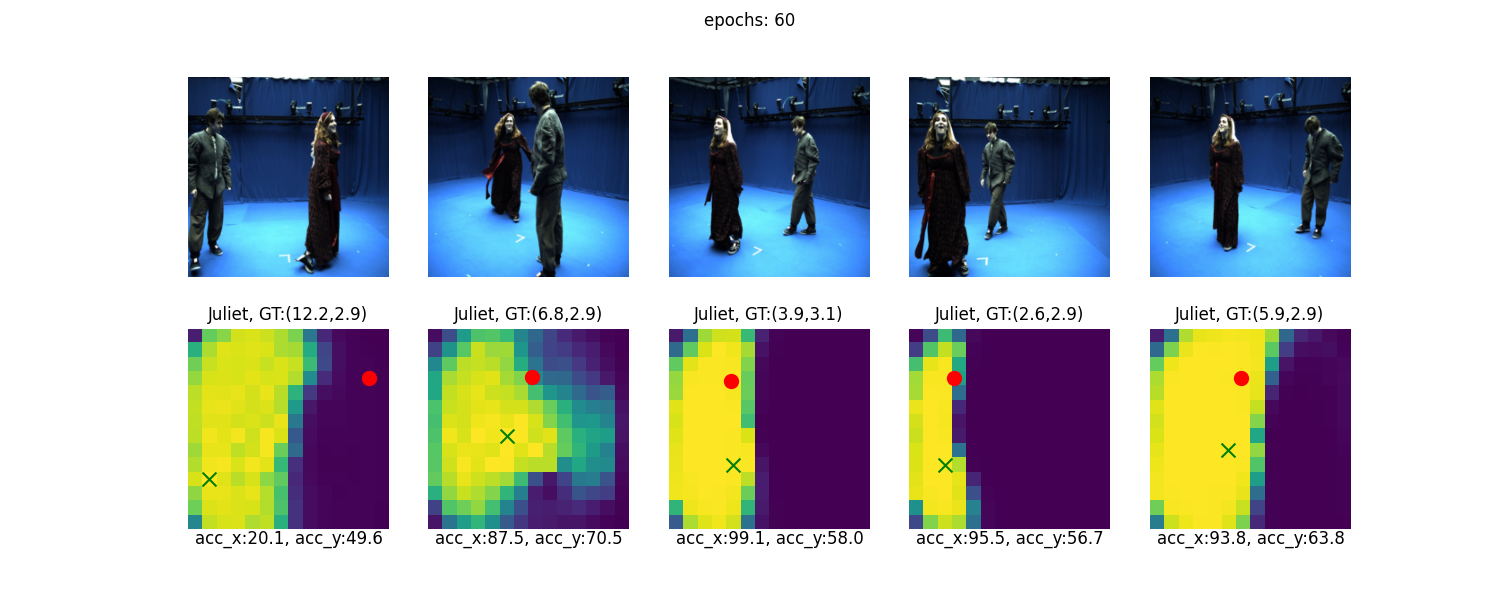 epochs: 60
Juliet, GT:(12.2,2.9)
Juliet, GT:(6.8,2.9)
Juliet, GT:(3.9,3.1)
Juliet, GT:(2.6,2.9)
Juliet, GT:(5.9,2.9)
acc_x:20.1, acc_y:49.6
acc_x:87.5, acc_y:70.5
acc_x:99.1, acc_y:58.0
acc_x:95.5, acc_y:56.7
acc_x:93.8, acc_y:63.8